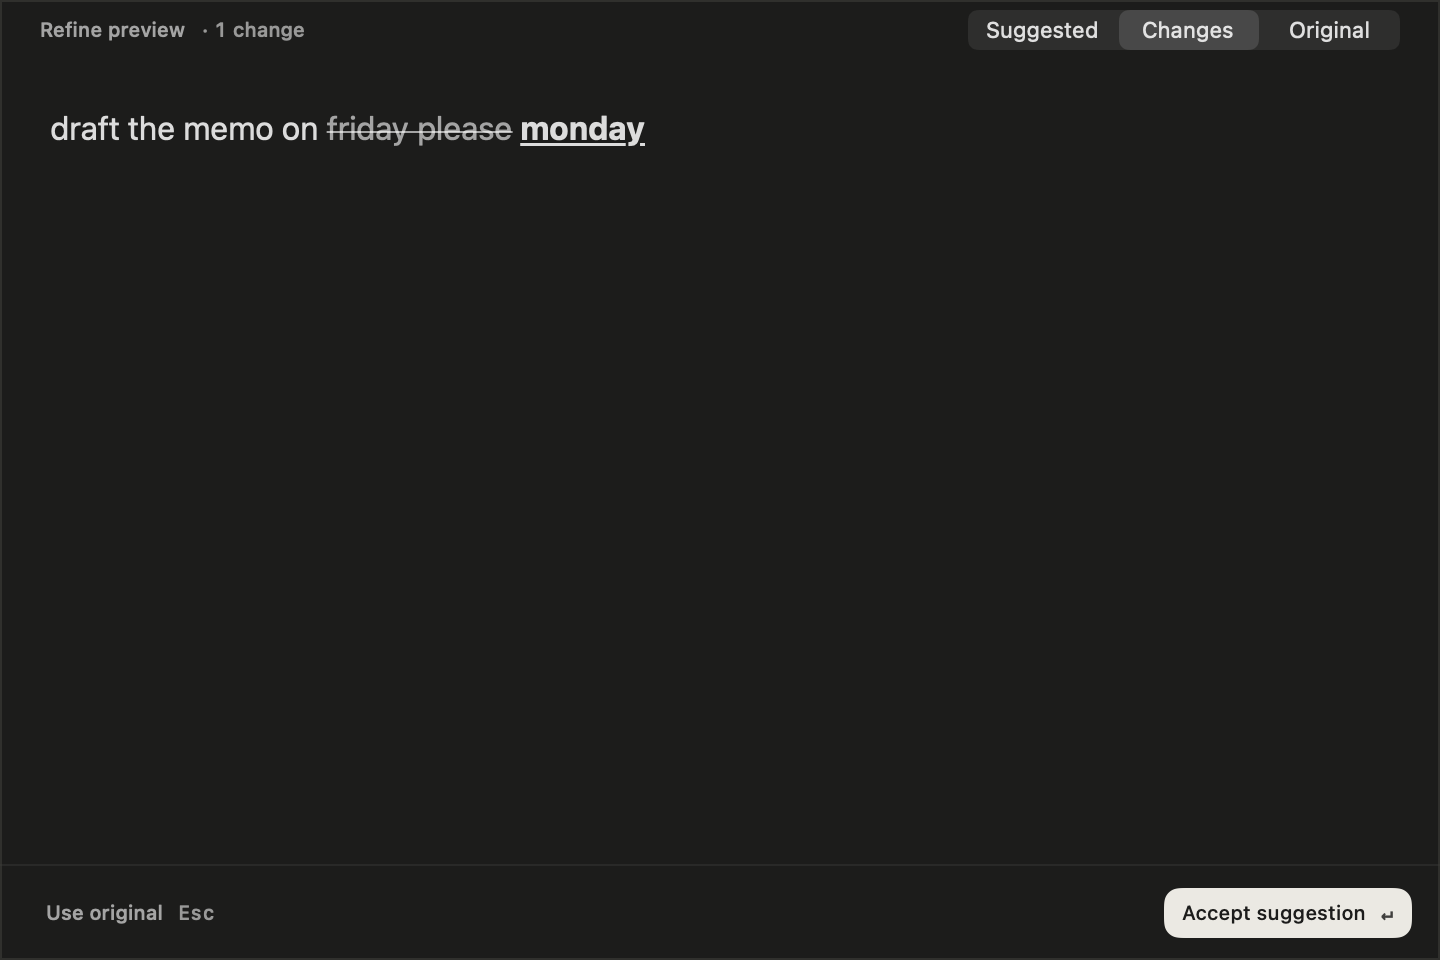 Refine preview · 1 change
Suggested Changes Original
draft the memo on friday please monday
Use original Esc
Accept suggestion ↵